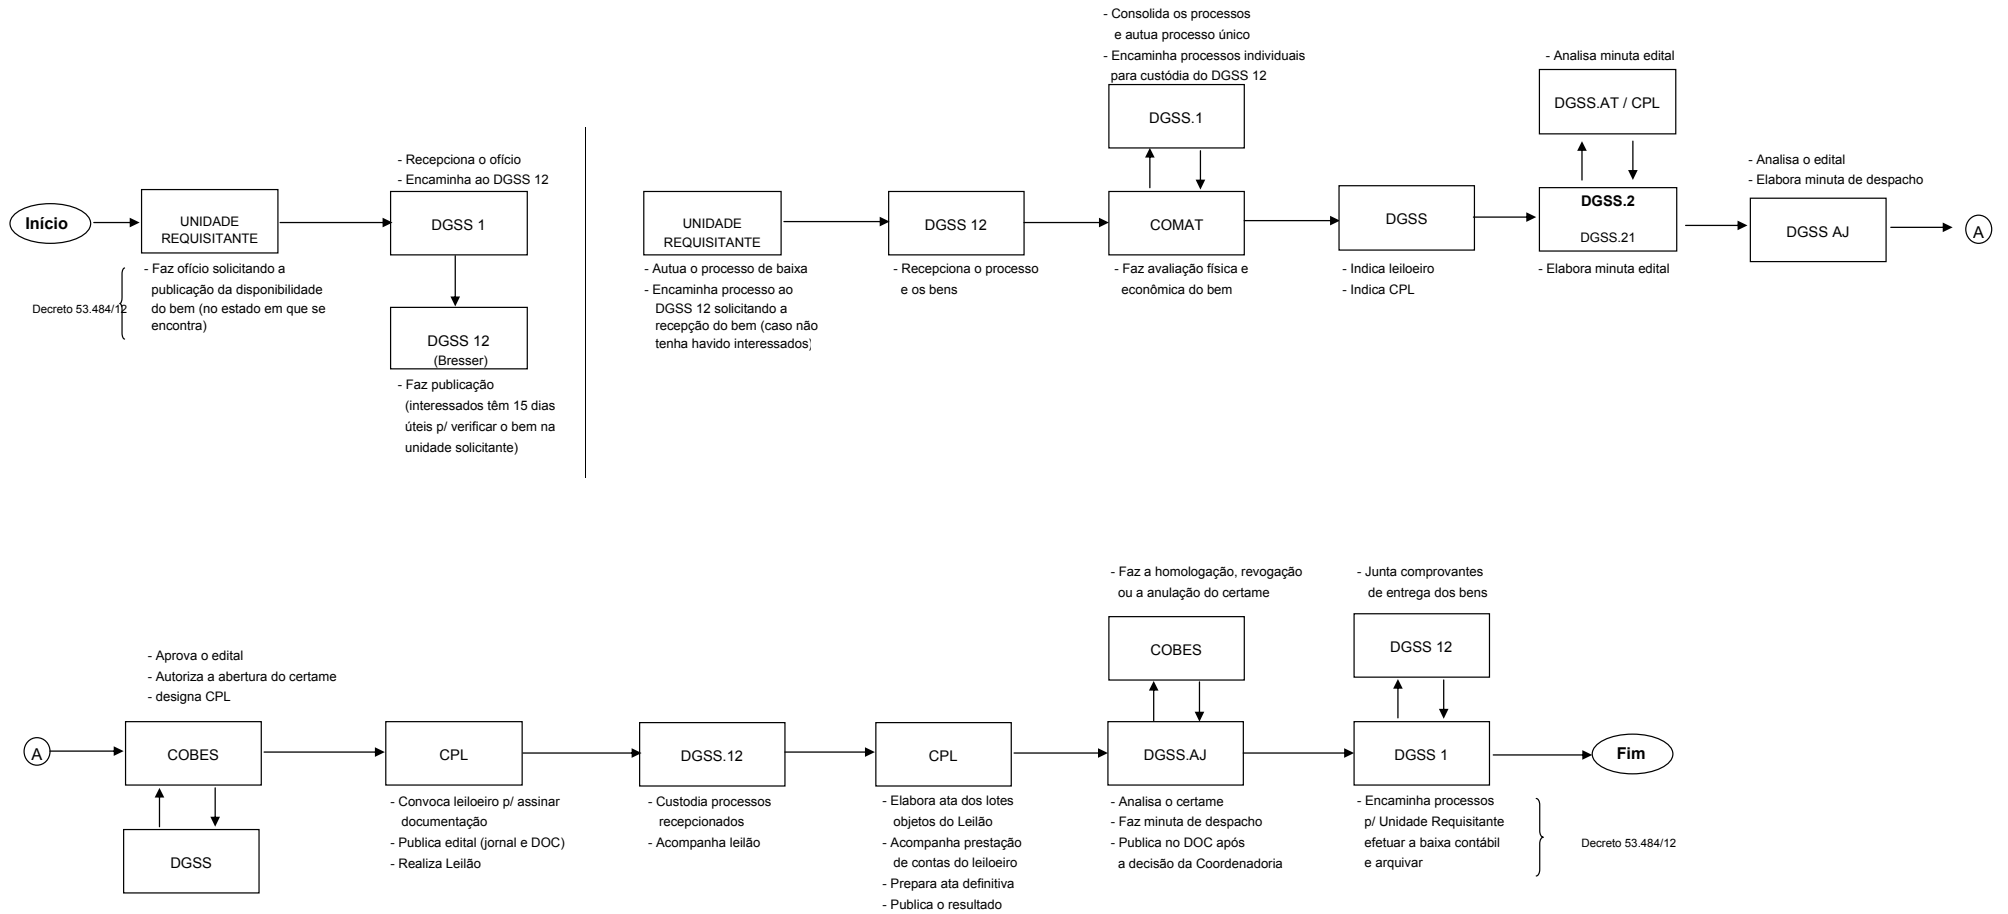 Início
UNIDADE
REQUISITANTE
Decreto 53.484/12
- Faz ofício solicitando a
publicação da disponibilidade
do bem (no estado em que se
encontra)
- Recepciona o ofício
- Encaminha ao DGSS 12
DGSS 1
DGSS 12
(Bresser)
- Faz publicação
(interessados têm 15 dias
úteis p/ verificar o bem na
unidade solicitante)
UNIDADE
REQUISITANTE
- Autua o processo de baixa
- Encaminha processo ao
DGSS 12 solicitando a
recepção do bem (caso não
tenha havido interessados)
DGSS 12
- Recepciona o processo
e os bens
- Consolida os processos
e autua processo único
- Encaminha processos individuais
para custódia do DGSS 12
DGSS.1
COMAT
- Faz avaliação física e
econômica do bem
DGSS
- Indica leiloeiro
- Indica CPL
- Analisa minuta edital
DGSS.AT / CPL
DGSS.2
DGSS.21
- Elabora minuta edital
- Analisa o edital
- Elabora minuta de despacho
DGSS AJ
A
A
- Aprova o edital
- Autoriza a abertura do certame
- designa CPL
COBES
DGSS
CPL
- Convoca leiloeiro p/ assinar
documentação
- Publica edital (jornal e DOC)
- Realiza Leilão
DGSS.12
- Custodia processos
recepcionados
- Acompanha leilão
CPL
- Elabora ata dos lotes
objetos do Leilão
- Acompanha prestação
de contas do leiloeiro
- Prepara ata definitiva
- Publica o resultado
- Faz a homologação, revogação
ou a anulação do certame
COBES
DGSS.AJ
- Analisa o certame
- Faz minuta de despacho
- Publica no DOC após
a decisão da Coordenadoria
- Junta comprovantes
de entrega dos bens
DGSS 12
DGSS 1
- Encaminha processos
p/ Unidade Requisitante
efetuar a baixa contábil
e arquivar
Decreto 53.484/12
Fim